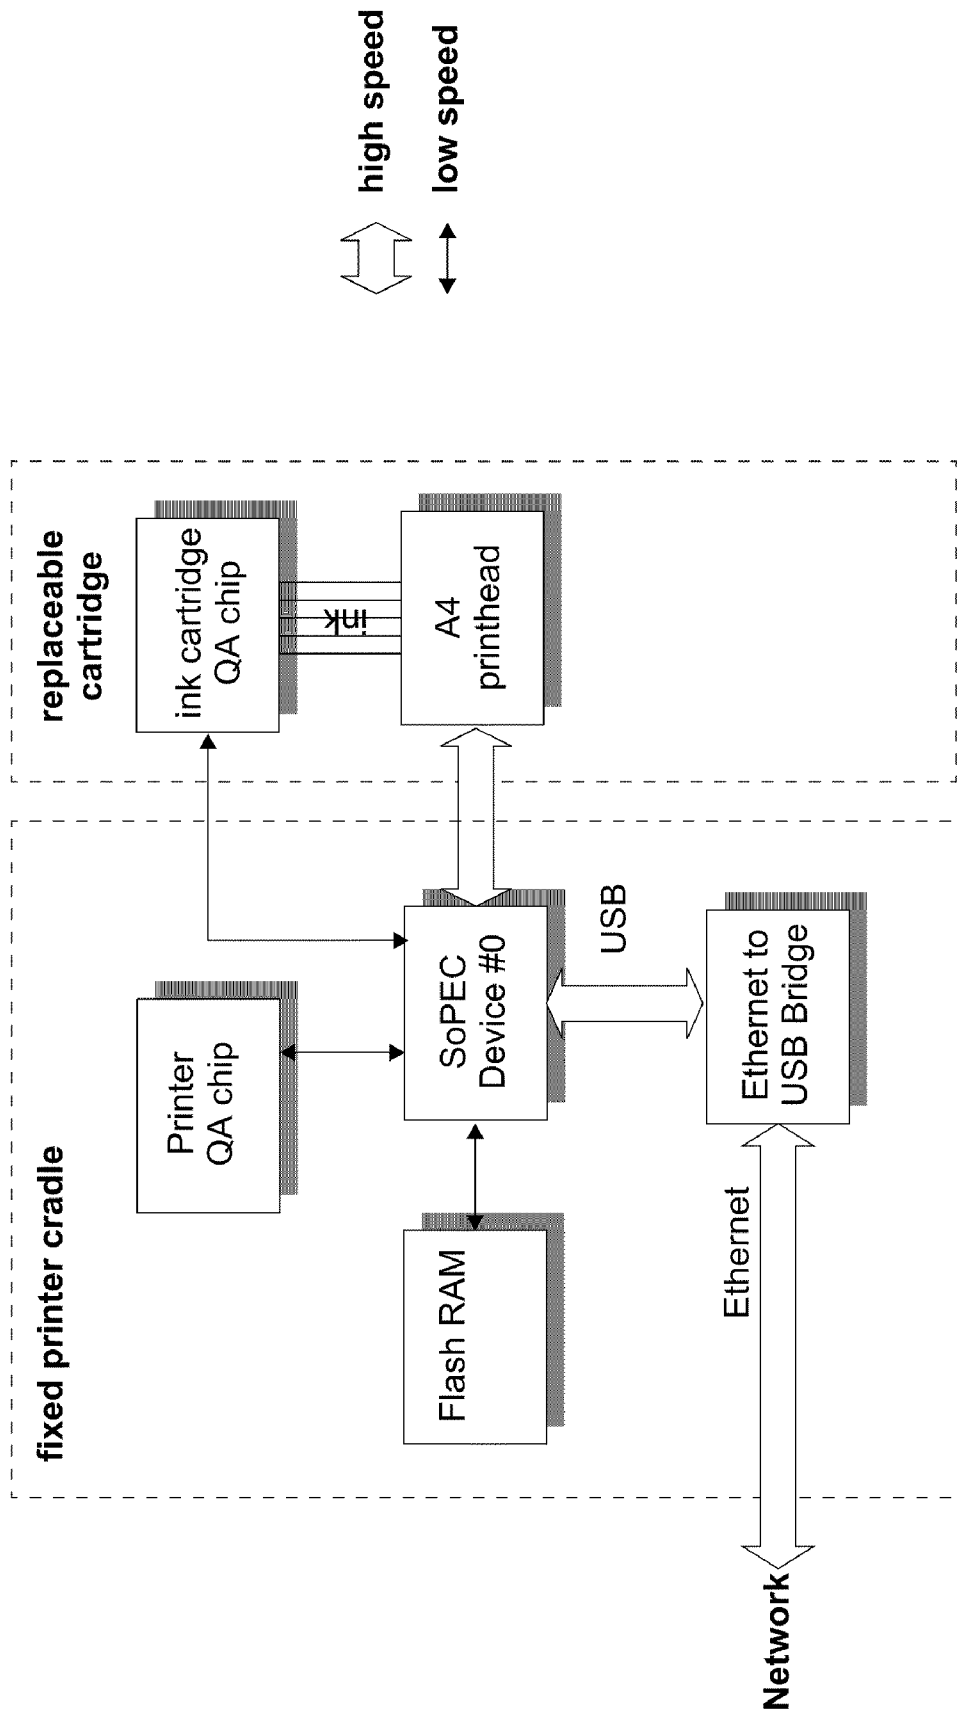 fixed printer cradle
replaceable
cartridge
Printer
QA chip
ink cartridge
QA chip
ink
Flash RAM
SoPEC
Device #0
A4
printhead
USB
Ethernet
Ethernet to
USB Bridge
Network
high speed
low speed